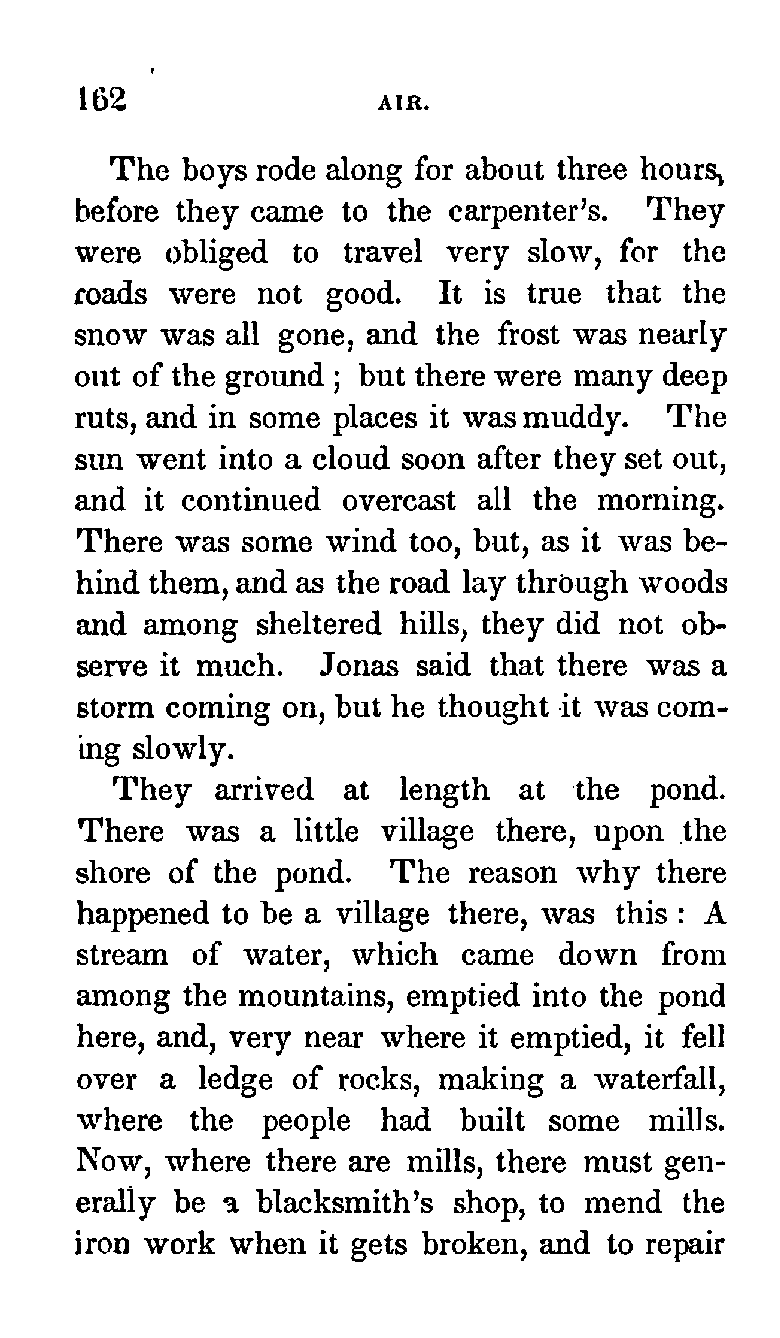 162 AIR.
The boys rode along for about three hours,
before they came to the carpenter's. They
were obliged to travel very slow, for the
roads were not good. It is true that the
snow was all gone, and the frost was nearly
out of the ground ; but there were many deep
ruts, and in some places it was muddy. The
sun went into a cloud soon after they set out,
and it continued overcast all the morning.
There was some wind too, but, as it was be-
hind them, and as the road lay through woods
and among sheltered hills, they did not ob-
serve it much. Jonas said that there was a
storm coming on, but he thought it was com-
ing slowly.
They arrived at length at the pond.
There was a little village there, upon the
shore of the pond. The reason why there
happened to be a village there, was this : A
stream of water, which came down from
among the mountains, emptied into the pond
here, and, very near where it emptied, it fell
over a ledge of rocks, making a waterfall,
where the people had built some mills.
Now, where there are mills, there must gen-
erally be a blacksmith's shop, to mend the
iron work when it gets broken, and to repair